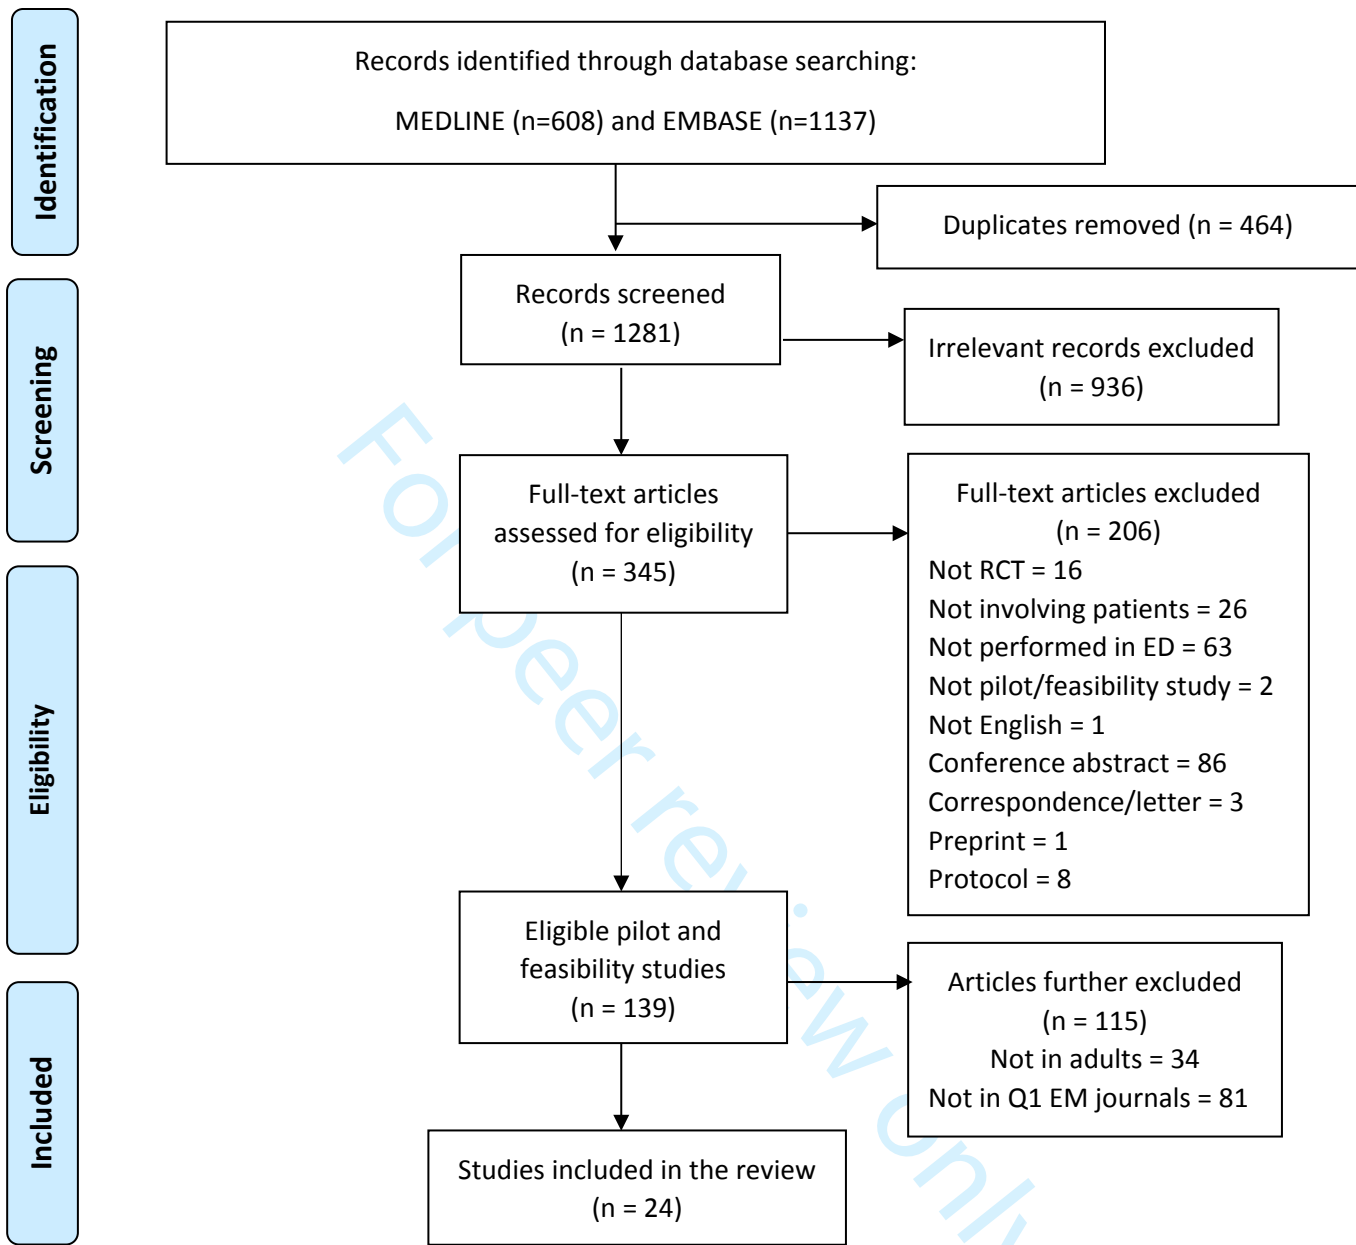 Identification
Records identified through database searching:
MEDLINE (n=608) and EMBASE (n=1137)
Duplicates removed (n = 464)
Screening
Records screened
(n = 1281)
Irrelevant records excluded
(n = 936)
Full-text articles
assessed for eligibility
(n = 345)
Full-text articles excluded
(n = 206)
Not RCT = 16
Not involving patients = 26
Not performed in ED = 63
Not pilot/feasibility study = 2
Not English = 1
Conference abstract = 86
Correspondence/letter = 3
Preprint = 1
Protocol = 8
Eligibility
Eligible pilot and
feasibility studies
(n = 139)
Articles further excluded
(n = 115)
Not in adults = 34
Not in Q1 EM journals = 81
Included
Studies included in the review
(n = 24)
For peer review only